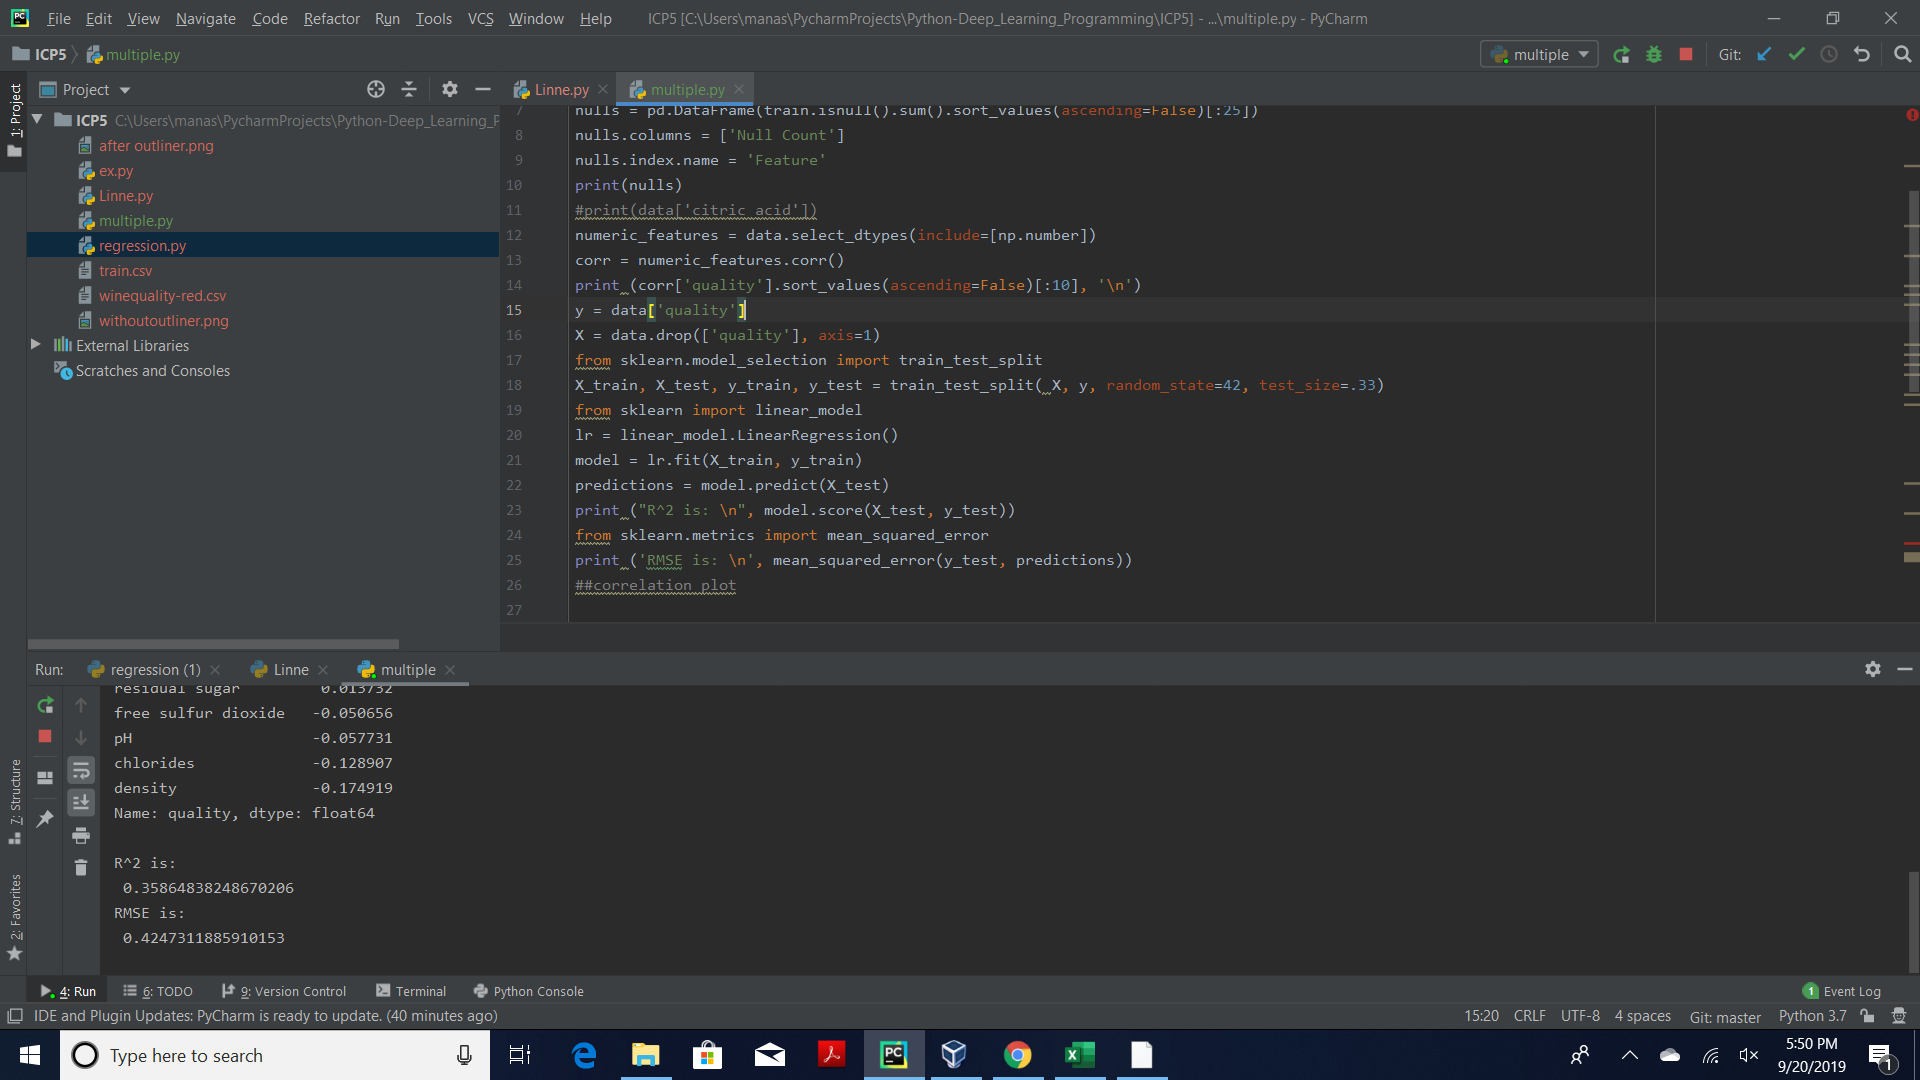 File Edit View Navigate Code Refactor Run Tools VCS Window Help ICP5 [C:\Users\manas\PycharmProjects\Python-Deep_Learning_Programming\ICP5] - ...\multiple.py - PyCharm
ICP5 multiple.py multiple Git:
1: Project
Project
Linne.py multiple.py
ICP5 C:\Users\manas\PycharmProjects\Python-Deep_Learning_P
after outliner.png
ex.py
Linne.py
multiple.py
regression.py
train.csv
winequality-red.csv
withoutoutliner.png
External Libraries
Scratches and Consoles
7 nulls = pd.DataFrame(train.isnull().sum().sort_values(ascending=False)[:25])
8 nulls.columns = ['Null Count']
9 nulls.index.name = 'Feature'
10 print(nulls)
11 #print(data['citric acid'])
12 numeric_features = data.select_dtypes(include=[np.number])
13 corr = numeric_features.corr()
14 print (corr['quality'].sort_values(ascending=False)[:10], '\n')
15 y = data['quality']
16 X = data.drop(['quality'], axis=1)
17 from sklearn.model_selection import train_test_split
18 X_train, X_test, y_train, y_test = train_test_split( X, y, random_state=42, test_size=.33)
19 from sklearn import linear_model
20 lr = linear_model.LinearRegression()
21 model = lr.fit(X_train, y_train)
22 predictions = model.predict(X_test)
23 print ("R^2 is: \n", model.score(X_test, y_test))
24 from sklearn.metrics import mean_squared_error
25 print ('RMSE is: \n', mean_squared_error(y_test, predictions))
26 ##correlation plot
27
Run: regression (1) Linne multiple
residual sugar 0.013732
free sulfur dioxide -0.050656
pH -0.057731
chlorides -0.128907
density -0.174919
Name: quality, dtype: float64
R^2 is:
0.35864838248670206
RMSE is:
0.4247311885910153
7: Structure
2: Favorites
4: Run 6: TODO 9: Version Control Terminal Python Console 1 Event Log
IDE and Plugin Updates: PyCharm is ready to update. (40 minutes ago) 15:20 CRLF UTF-8 4 spaces Git: master Python 3.7
Type here to search
5:50 PM
9/20/2019
1